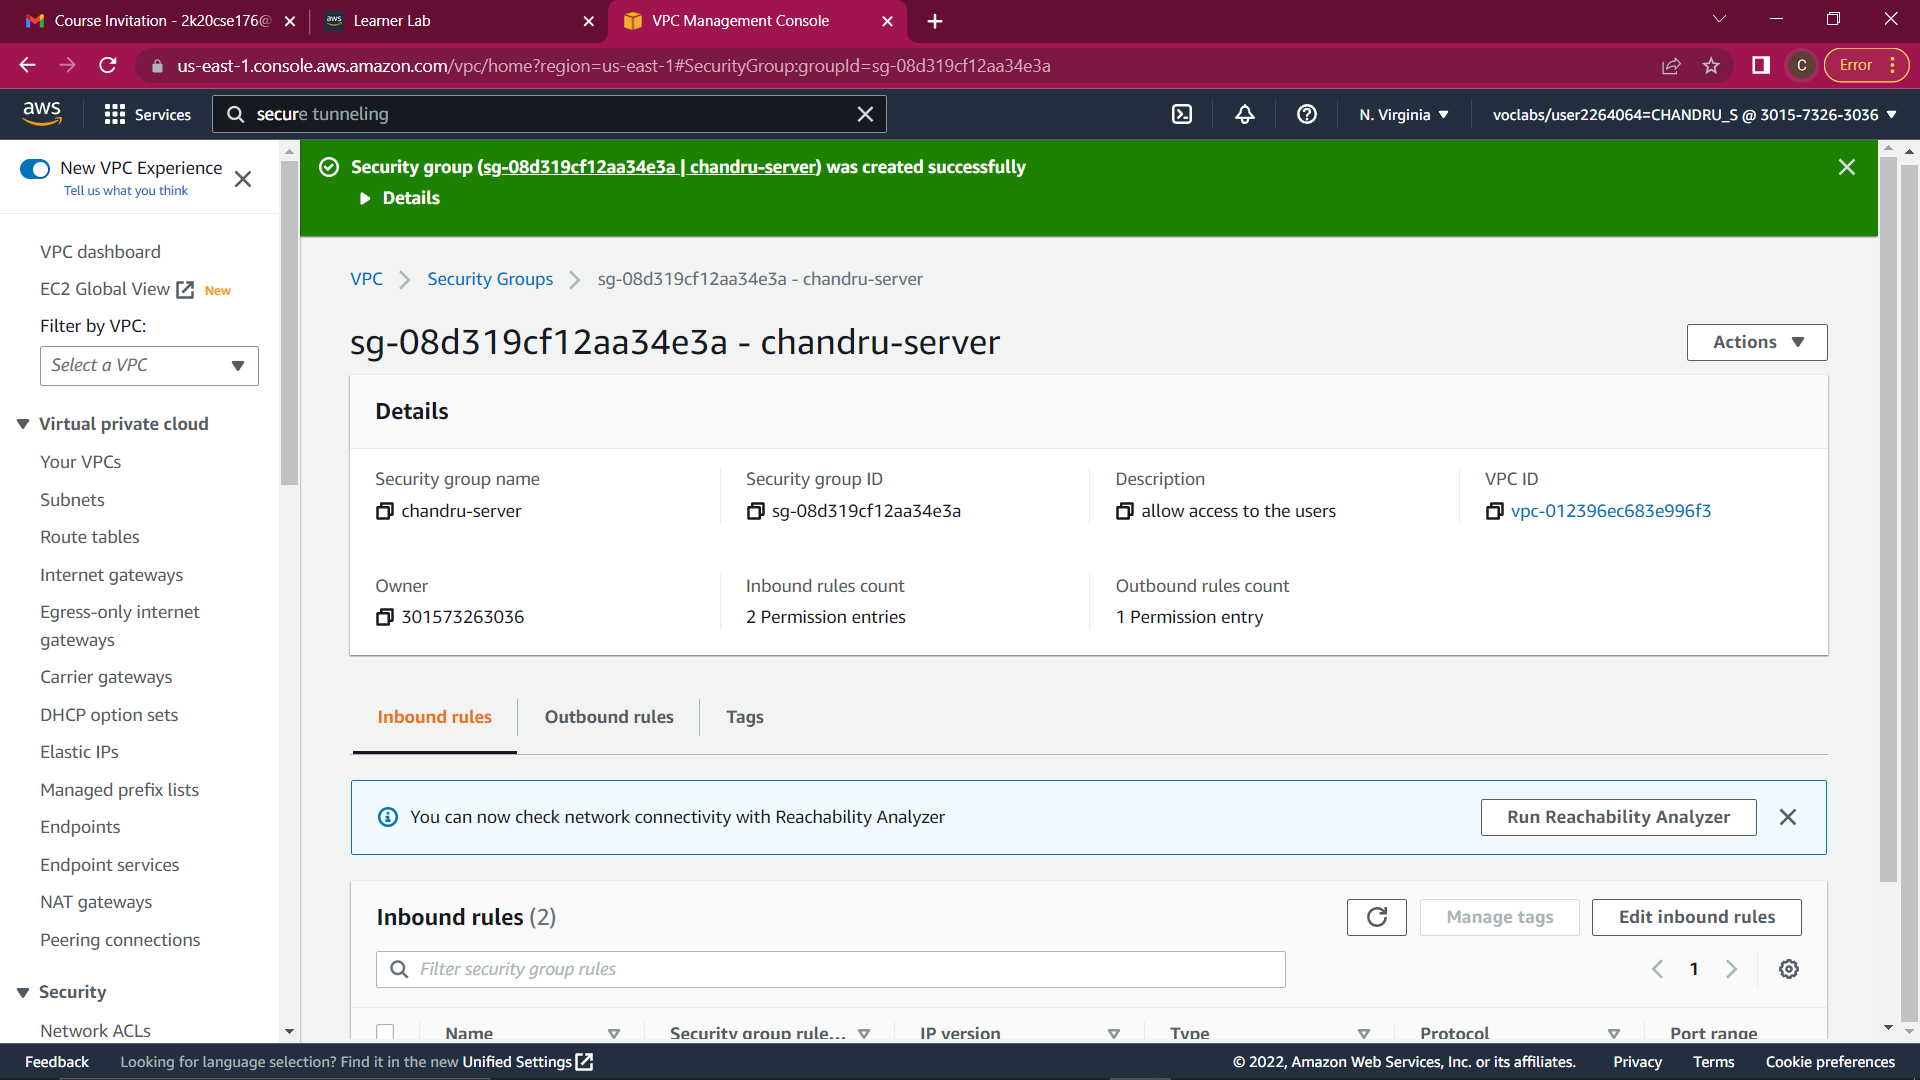 Course Invitation - 2k20cse176@
Learner Lab
VPC Management Console
us-east-1.console.aws.amazon.com/vpc/home?region=us-east-1#SecurityGroup:groupId=sg-08d319cf12aa34e3a
C
Error
aws
Services
secure tunneling
N. Virginia
voclabs/user2264064=CHANDRU_S @ 3015-7326-3036
New VPC Experience
Tell us what you think
VPC dashboard
EC2 Global View New
Filter by VPC:
Select a VPC
Virtual private cloud
Your VPCs
Subnets
Route tables
Internet gateways
Egress-only internet
gateways
Carrier gateways
DHCP option sets
Elastic IPs
Managed prefix lists
Endpoints
Endpoint services
NAT gateways
Peering connections
Security
Network ACLs
Security group (sg-08d319cf12aa34e3a | chandru-server) was created successfully
Details
VPC
Security Groups
sg-08d319cf12aa34e3a - chandru-server
sg-08d319cf12aa34e3a - chandru-server
Actions
Details
Security group name
chandru-server
Security group ID
sg-08d319cf12aa34e3a
Description
allow access to the users
VPC ID
vpc-012396ec683e996f3
Owner
301573263036
Inbound rules count
2 Permission entries
Outbound rules count
1 Permission entry
Inbound rules
Outbound rules
Tags
You can now check network connectivity with Reachability Analyzer
Run Reachability Analyzer
Inbound rules (2)
Manage tags
Edit inbound rules
Filter security group rules
1
Name
Security group rule...
IP version
Type
Protocol
Port range
Feedback
Looking for language selection? Find it in the new Unified Settings
© 2022, Amazon Web Services, Inc. or its affiliates.
Privacy
Terms
Cookie preferences